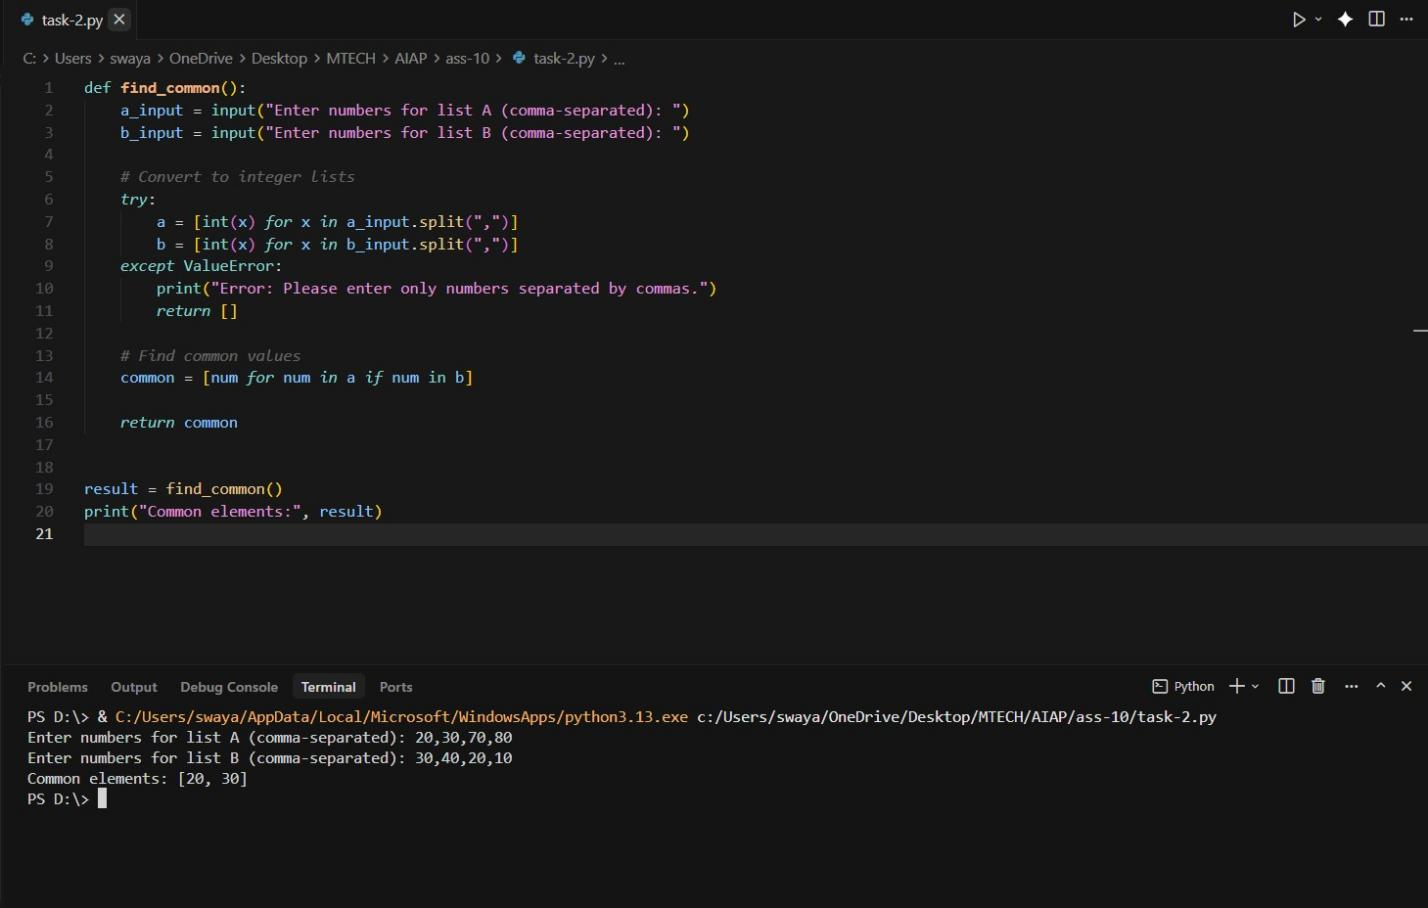 task-2.py
C: > Users > swaya > OneDrive > Desktop > MTECH > AIAP > ass-10 > task-2.py > ...
1 def find_common():
2     a_input = input("Enter numbers for list A (comma-separated): ")
3     b_input = input("Enter numbers for list B (comma-separated): ")
4
5     # Convert to integer lists
6     try:
7         a = [int(x) for x in a_input.split(",")]
8         b = [int(x) for x in b_input.split(",")]
9     except ValueError:
10         print("Error: Please enter only numbers separated by commas.")
11         return []
12
13     # Find common values
14     common = [num for num in a if num in b]
15
16     return common
17
18
19 result = find_common()
20 print("Common elements:", result)
21
Problems Output Debug Console Terminal Ports Python
PS D:\> & C:/Users/swaya/AppData/Local/Microsoft/WindowsApps/python3.13.exe c:/Users/swaya/OneDrive/Desktop/MTECH/AIAP/ass-10/task-2.py
Enter numbers for list A (comma-separated): 20,30,70,80
Enter numbers for list B (comma-separated): 30,40,20,10
Common elements: [20, 30]
PS D:\>